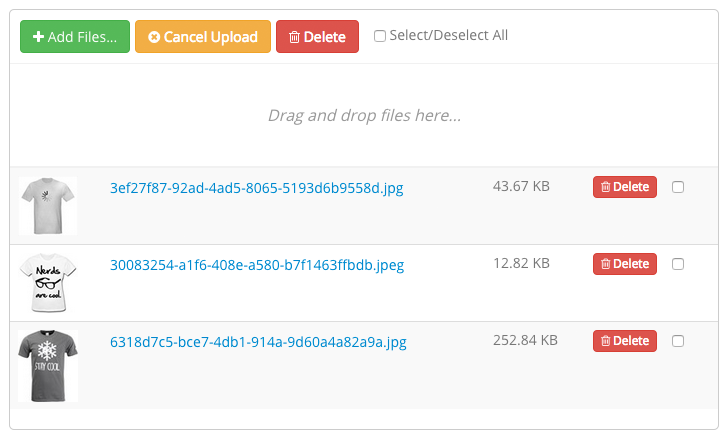 Add Files...
Cancel Upload
Delete
Select/Deselect All
Drag and drop files here...
3ef27f87-92ad-4ad5-8065-5193d6b9558d.jpg
43.67 KB
Delete
Nerds
are cool
30083254-a1f6-408e-a580-b7f1463ffbdb.jpeg
12.82 KB
Delete
STAY COOL
6318d7c5-bce7-4db1-914a-9d60a4a82a9a.jpg
252.84 KB
Delete